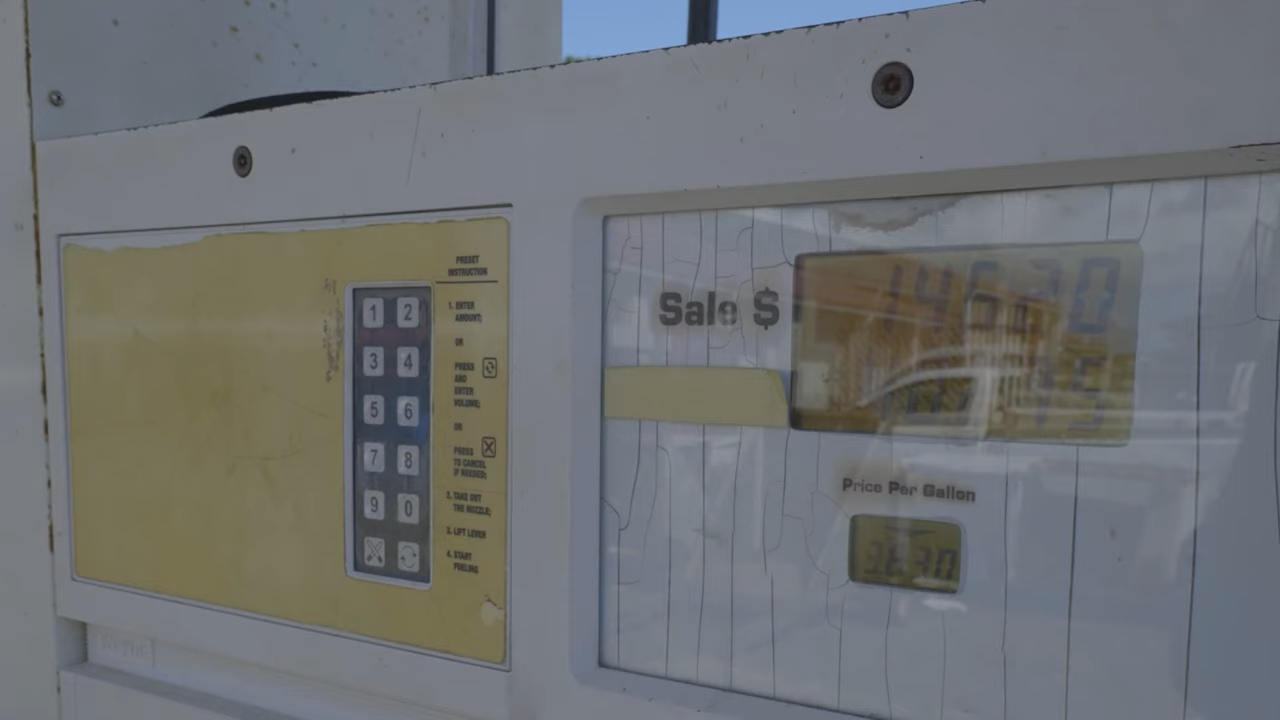 PRESET
INSTRUCTION
1. ENTER
AMOUNT;
OR
PRESS
AND
ENTER
VOLUME;
OR
PRESS
TO CANCEL
IF NEEDED;
2. TAKE OUT
THE NOZZLE;
3. LIFT LEVER
4. START
FUELING
1 2
3 4
5 6
7 8
9 0
Sale $
Price Per Gallon